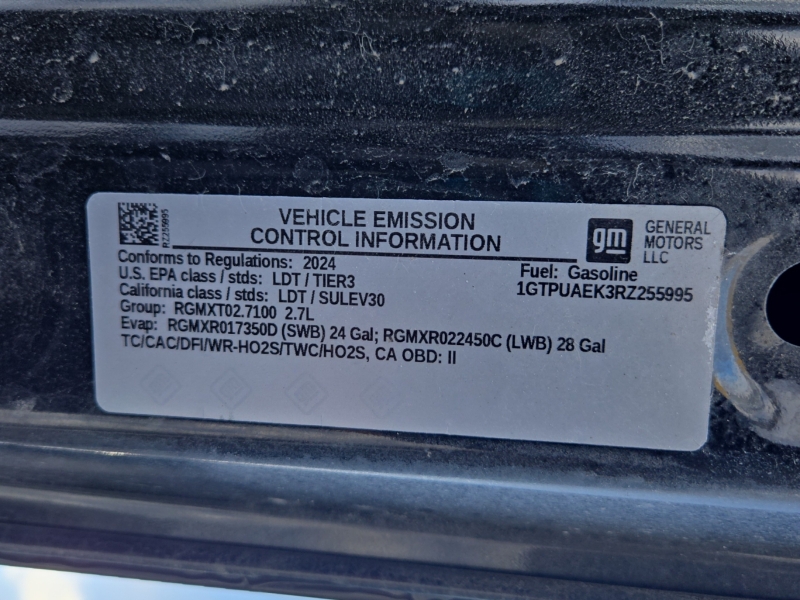 RZ255995
VEHICLE EMISSION
CONTROL INFORMATION
gm
GENERAL
MOTORS
LLC
Conforms to Regulations: 2024
U.S. EPA class / stds: LDT / TIER3
California class / stds: LDT / SULEV30
Group: RGMXT02.7100 2.7L
Evap: RGMXR017350D (SWB) 24 Gal; RGMXR022450C (LWB) 28 Gal
TC/CAC/DFI/WR-HO2S/TWC/HO2S, CA OBD: II
Fuel: Gasoline
1GTPUAEK3RZ255995